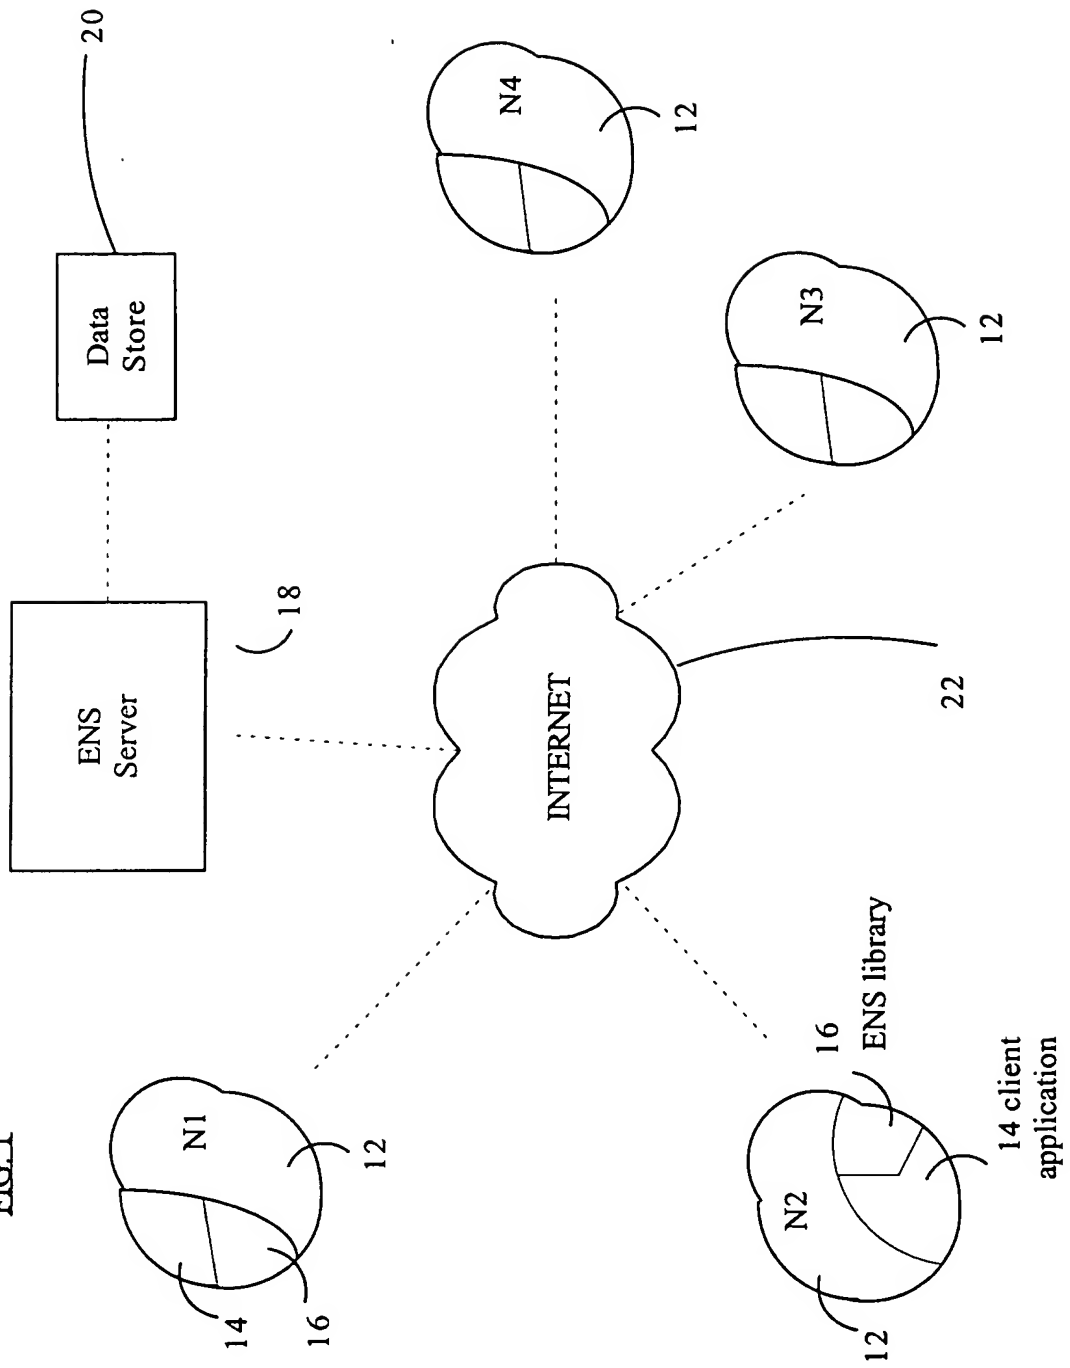 FIG. 1
ENS
Server
18
Data
Store
20
N1
14
16
12
INTERNET
22
N4
12
N3
12
N2
12
16
ENS library
14 client
application